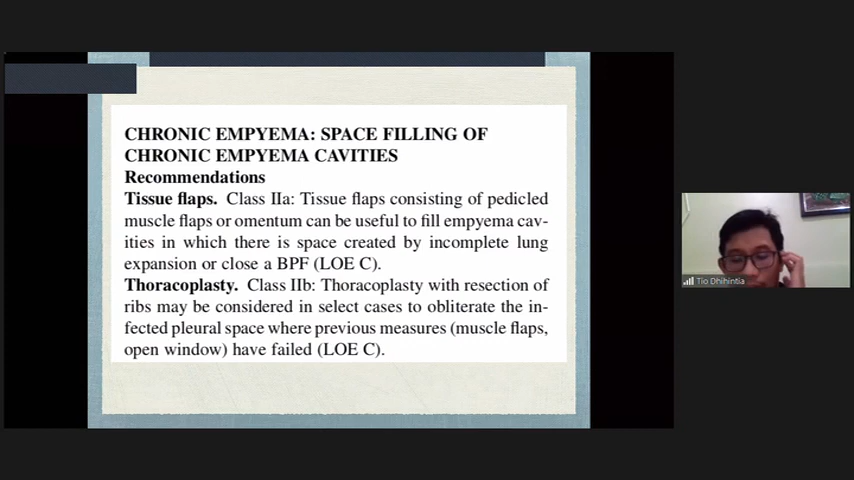 CHRONIC EMPYEMA: SPACE FILLING OF
CHRONIC EMPYEMA CAVITIES
Recommendations
Tissue flaps. Class IIa: Tissue flaps consisting of pedicled
muscle flaps or omentum can be useful to fill empyema cav-
ities in which there is space created by incomplete lung
expansion or close a BPF (LOE C).
Thoracoplasty. Class IIb: Thoracoplasty with resection of
ribs may be considered in select cases to obliterate the in-
fected pleural space where previous measures (muscle flaps,
open window) have failed (LOE C).
Tio Dhihintia